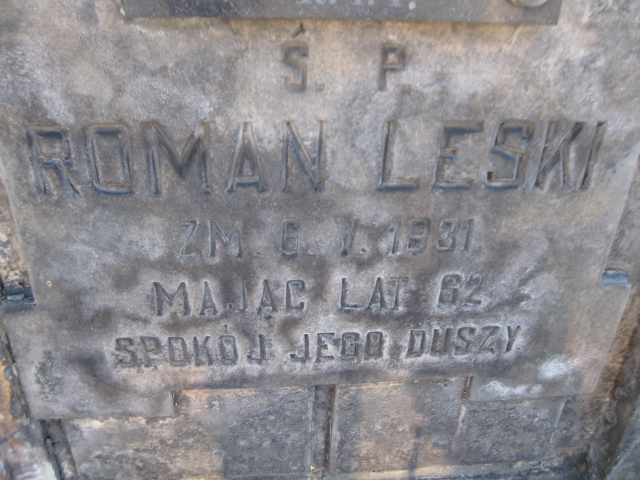 Ś. P
ROMAN LESKI
ZM. 6. V. 1931
MAJĄC LAT 62
SPOKÓJ JEGO DUSZY